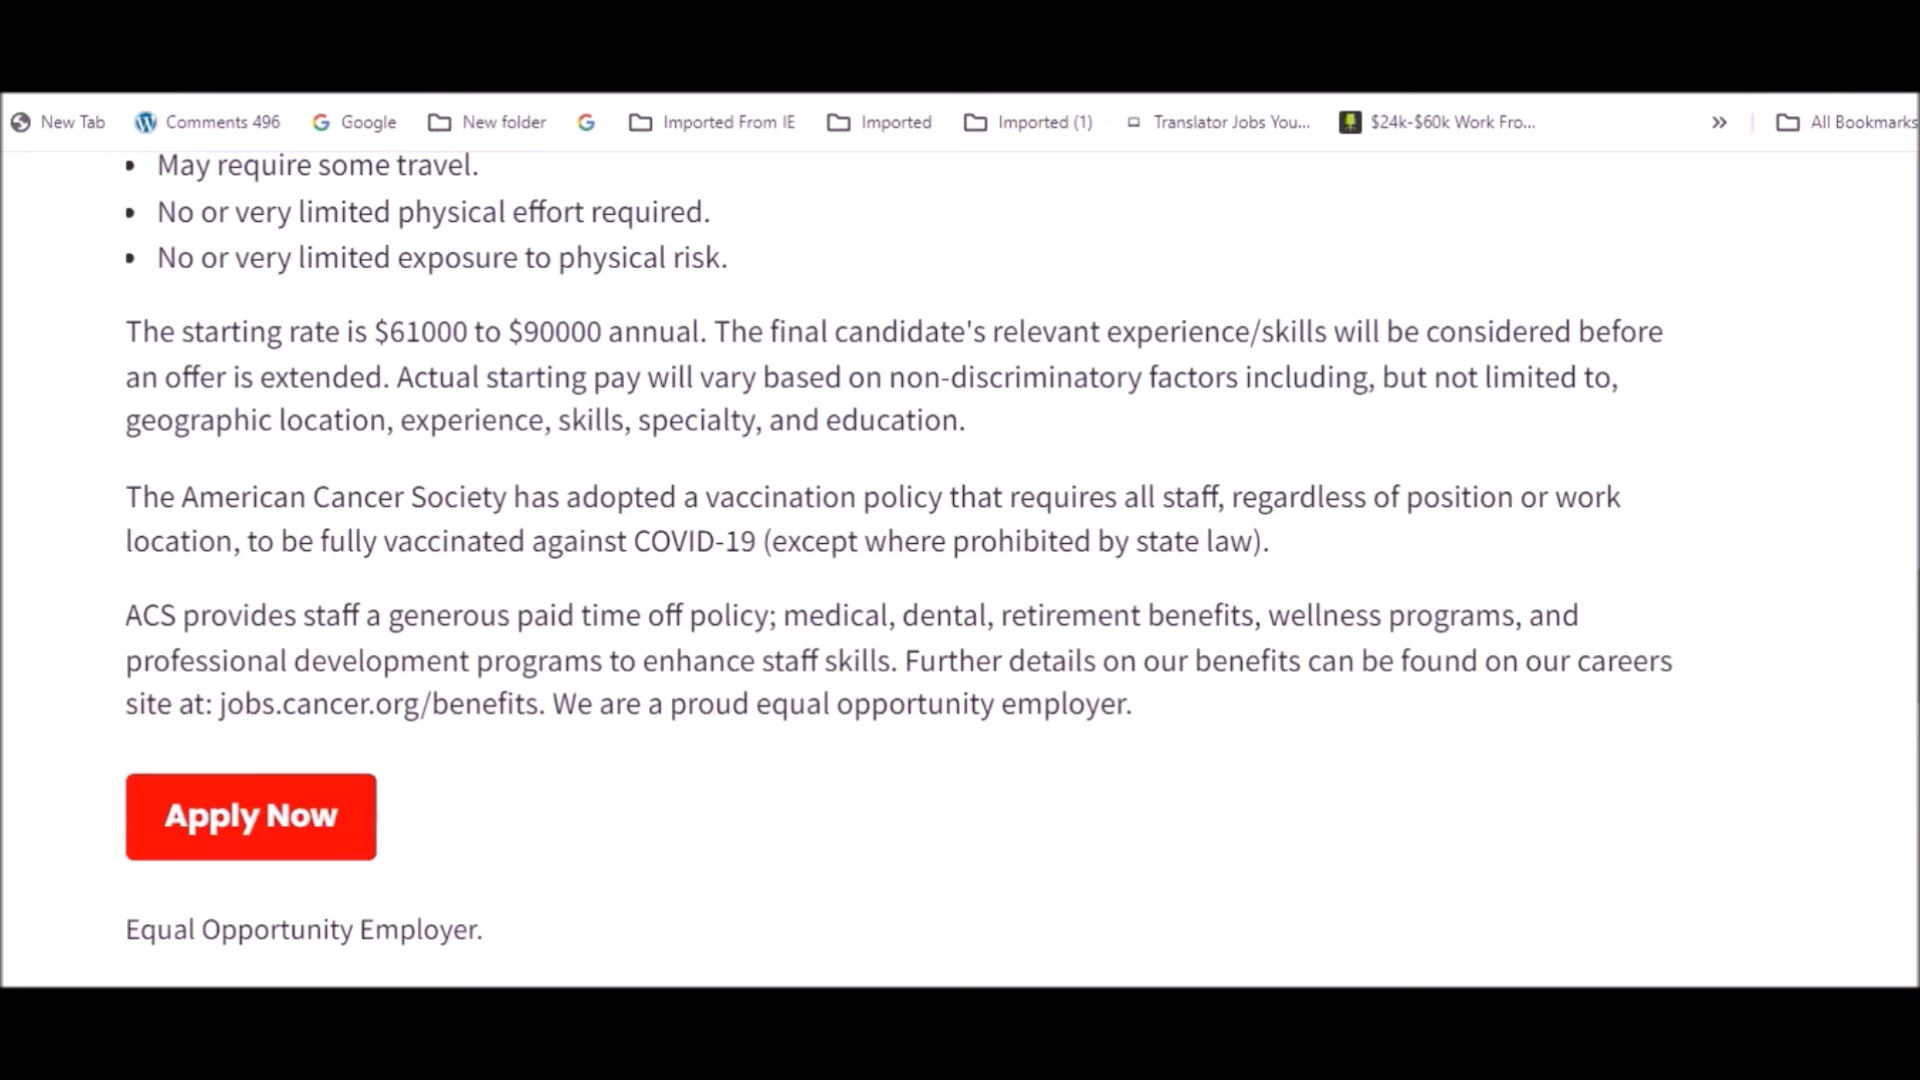 New Tab Comments 496 Google New folder Imported From IE Imported Imported (1) Translator Jobs You... $24k-$60k Work Fro... » All Bookmarks
• May require some travel.
• No or very limited physical effort required.
• No or very limited exposure to physical risk.
The starting rate is $61000 to $90000 annual. The final candidate's relevant experience/skills will be considered before
an offer is extended. Actual starting pay will vary based on non-discriminatory factors including, but not limited to,
geographic location, experience, skills, specialty, and education.
The American Cancer Society has adopted a vaccination policy that requires all staff, regardless of position or work
location, to be fully vaccinated against COVID-19 (except where prohibited by state law).
ACS provides staff a generous paid time off policy; medical, dental, retirement benefits, wellness programs, and
professional development programs to enhance staff skills. Further details on our benefits can be found on our careers
site at: jobs.cancer.org/benefits. We are a proud equal opportunity employer.
Apply Now
Equal Opportunity Employer.